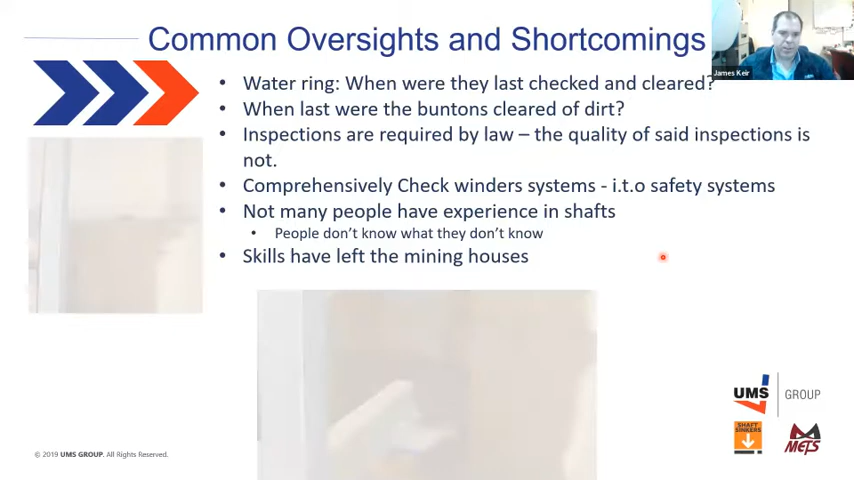 Common Oversights and Shortcomings
James Keir
• Water ring: When were they last checked and cleared?
• When last were the buntons cleared of dirt?
• Inspections are required by law – the quality of said inspections is
not.
• Comprehensively Check winders systems - i.t.o safety systems
• Not many people have experience in shafts
• People don't know what they don't know
• Skills have left the mining houses
UMS GROUP
SHAFT
SINKERS
METS
© 2019 UMS GROUP. All Rights Reserved.